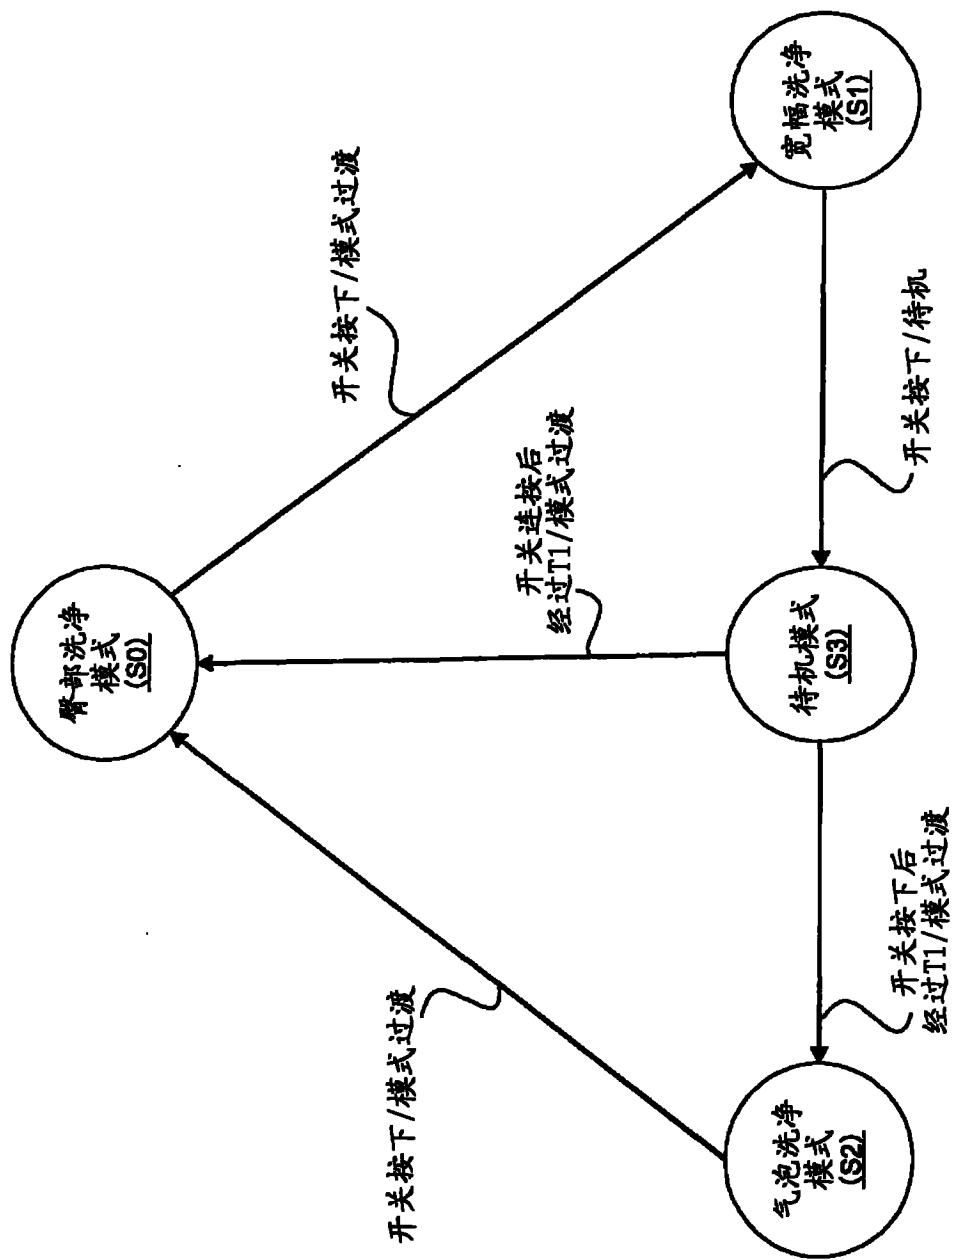 臀部洗净
模式
(S0)
开关按下/模式过渡
开关按下/模式过渡
开关连接后
经过T1/模式过渡
气泡洗净
模式
(S2)
开关按下后
经过T1/模式过渡
待机模式
(S3)
开关按下/待机
宽幅洗净
模式
(S1)